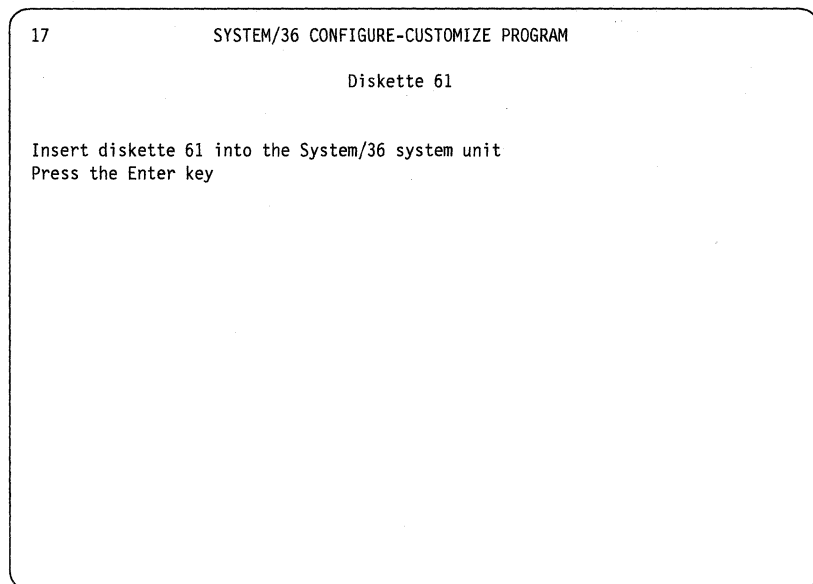 17 SYSTEM/36 CONFIGURE-CUSTOMIZE PROGRAM
Diskette 61
Insert diskette 61 into the System/36 system unit
Press the Enter key